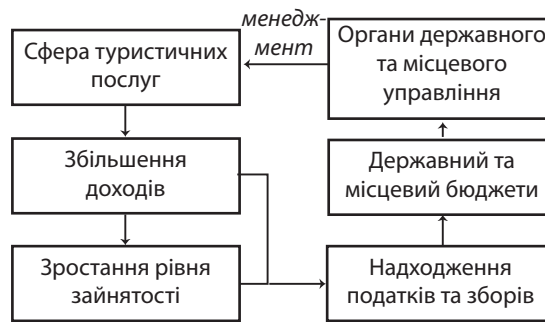 менедж-
мент
Сфера туристичних
послуг
Органи державного
та місцевого
управління
Збільшення
доходів
Державний та
місцевий бюджети
Зростання рівня
зайнятості
Надходження
податків та зборів